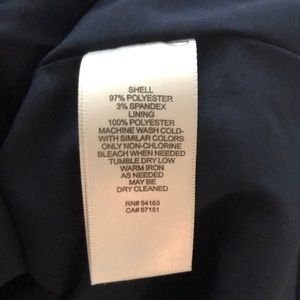 SHELL
97% POLYESTER
3% SPANDEX
LINING
100% POLYESTER
MACHINE WASH COLD-
WITH SIMILAR COLORS
ONLY NON-CHLORINE
BLEACH WHEN NEEDED
TUMBLE DRY LOW
WARM IRON
AS NEEDED
MAY BE
DRY CLEANED
RN# 54163
CA# 57151